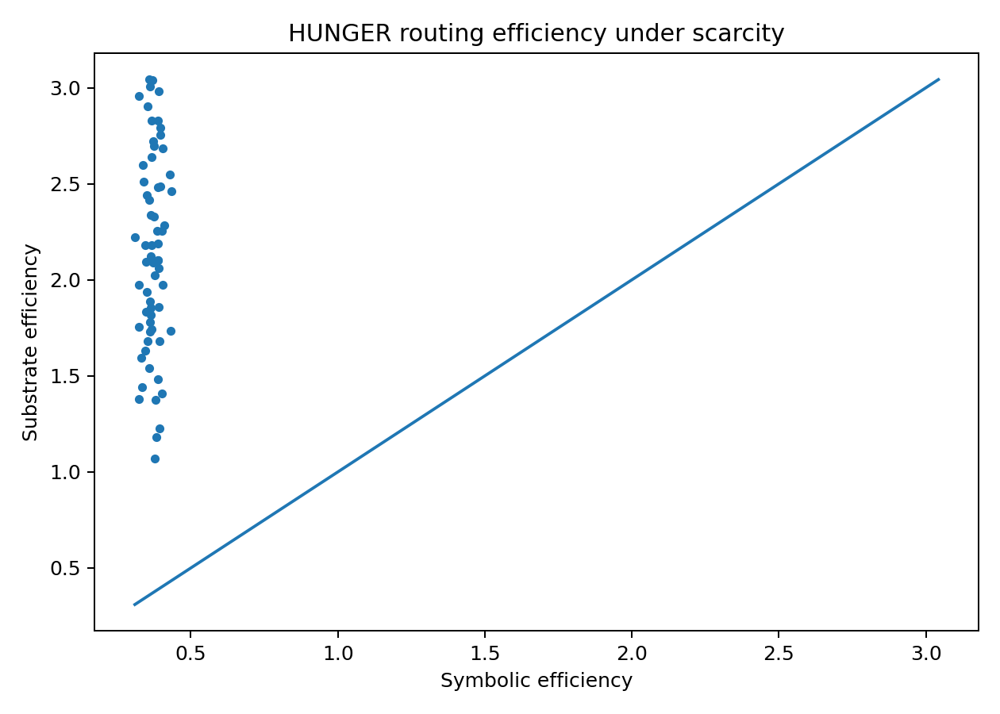 HUNGER routing efficiency under scarcity
3.0
2.5
2.0
1.5
1.0
0.5
Substrate efficiency
0.5 1.0 1.5 2.0 2.5 3.0
Symbolic efficiency